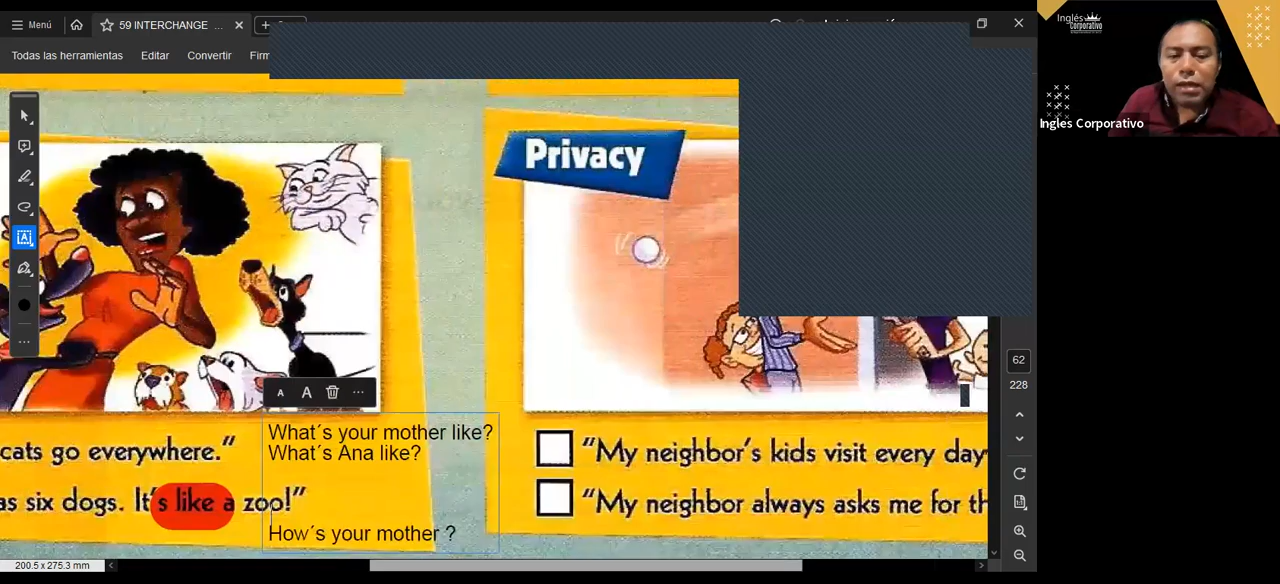 Menú
59 INTERCHANGE ...
Todas las herramientas
Editar
Convertir
Firm
Inglés
Corporativo
Ingles Corporativo
Privacy
62
228
A A ...
What´s your mother like?
What´s Ana like?
How´s your mother ?
cats go everywhere.”
as six dogs. It’s like a zoo!”
“My neighbor’s kids visit every day
“My neighbor always asks me for th
200.5 x 275.3 mm